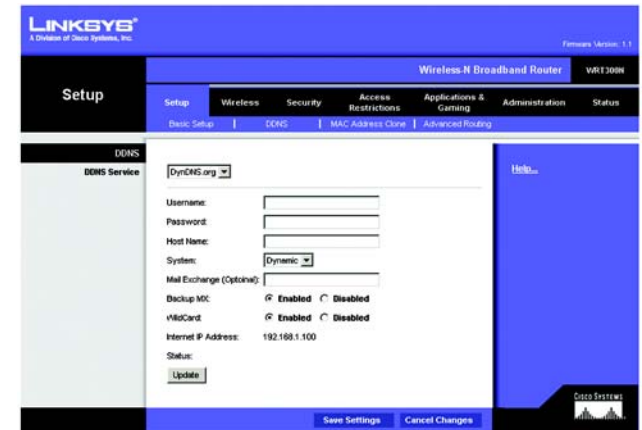 LINKSYS®
A Division of Cisco Systems, Inc.
Firmware Version: 1.1
Wireless-N Broadband Router WRT300N
Setup
Setup Wireless Security Access Restrictions Applications & Gaming Administration Status
Basic Setup | DDNS | MAC Address Clone | Advanced Routing
DDNS
DDNS Service
DynDNS.org
Help...
Username:
Password:
Host Name:
System: Dynamic
Mail Exchange (Optoinal):
Backup MX: Enabled Disabled
WildCard: Enabled Disabled
Internet IP Address: 192.168.1.100
Status:
Update
Save Settings Cancel Changes
CISCO SYSTEMS